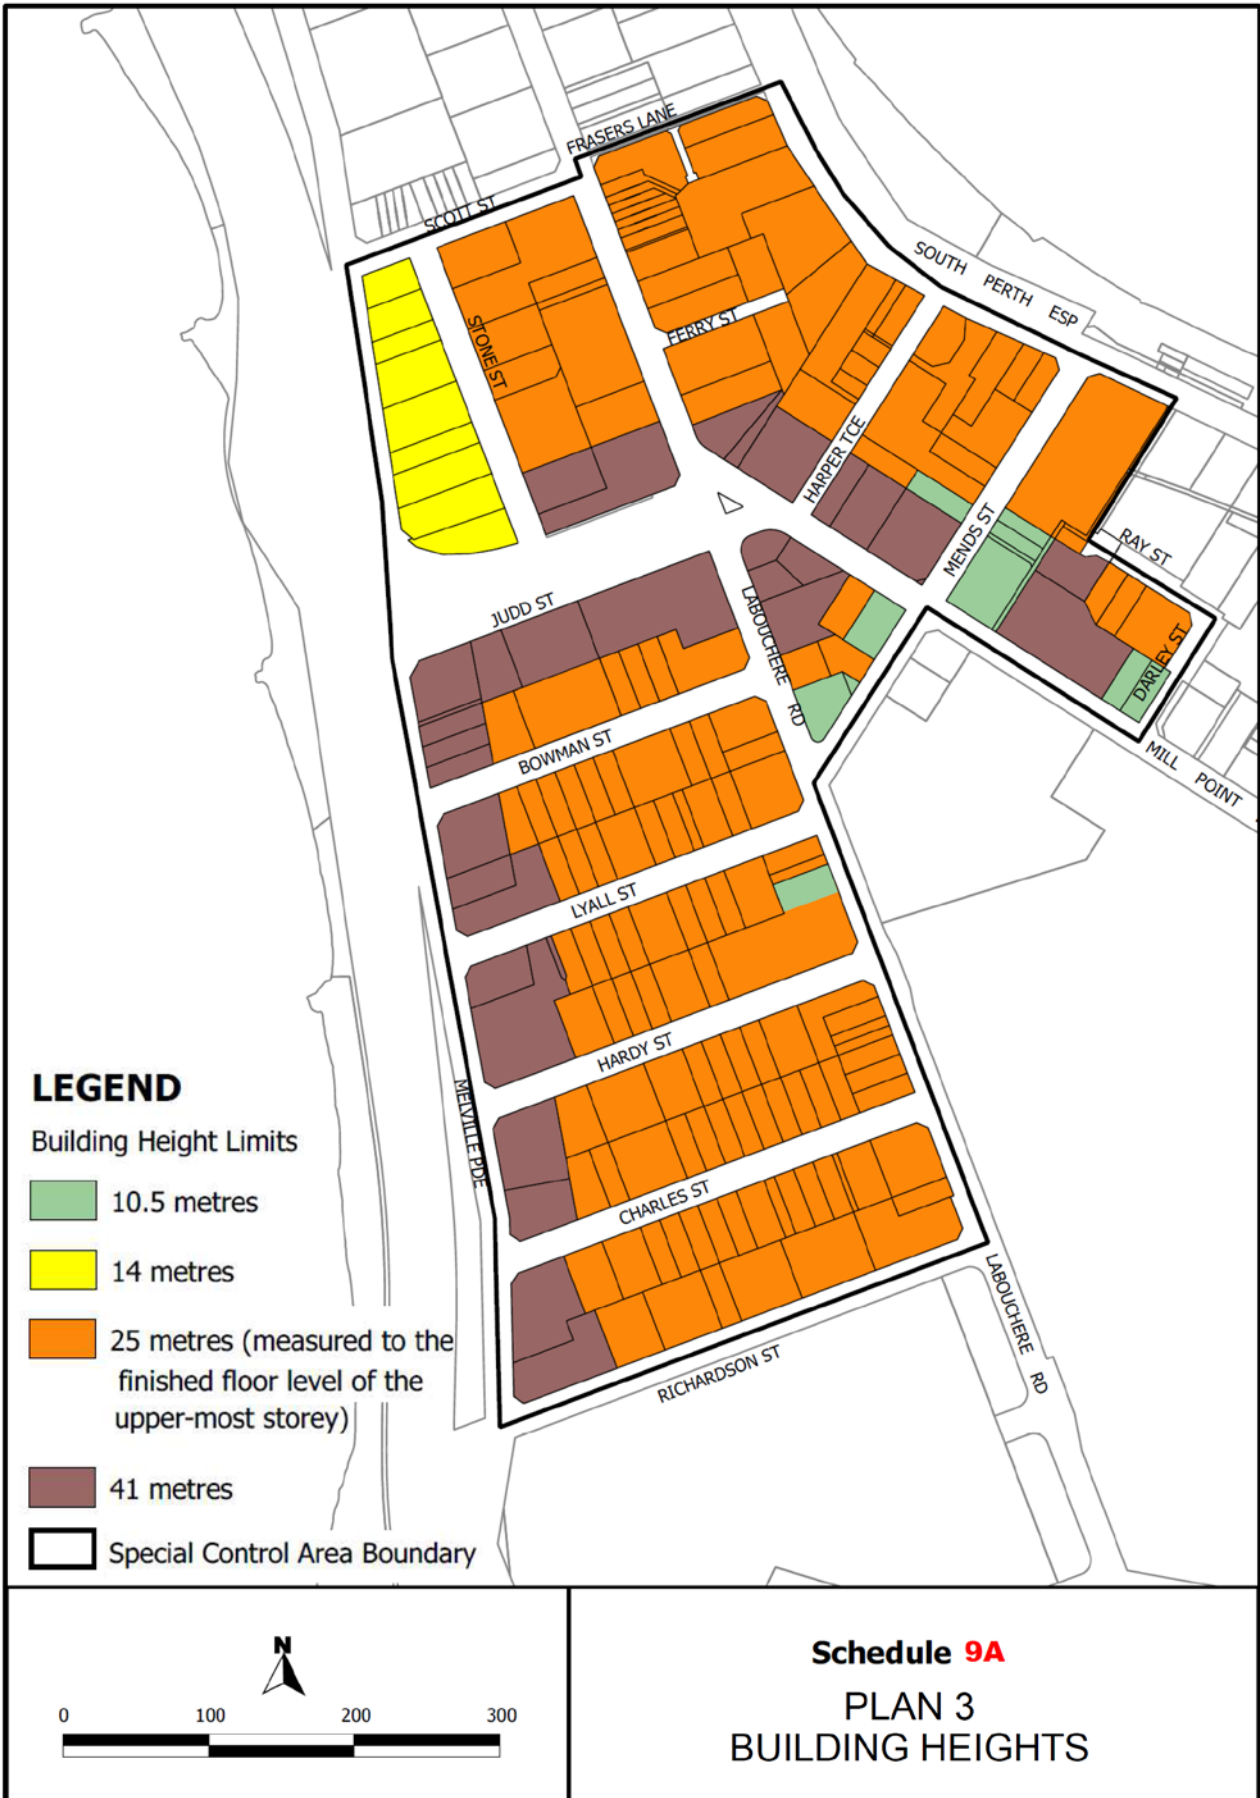 FRASERS LANE
SCOTT ST
SOUTH PERTH ESP
STONE ST
FERRY ST
HARPER TCE
MENDS ST
RAY ST
JUDD ST
LABOUCHERE RD
DARLEY ST
BOWMAN ST
MILL POINT
LYALL ST
HARDY ST
MELVILLE PDE
CHARLES ST
LABOUCHERE RD
RICHARDSON ST
LEGEND
Building Height Limits
10.5 metres
14 metres
25 metres (measured to the
finished floor level of the
upper-most storey)
41 metres
Special Control Area Boundary
N
0 100 200 300
Schedule 9A
PLAN 3
BUILDING HEIGHTS